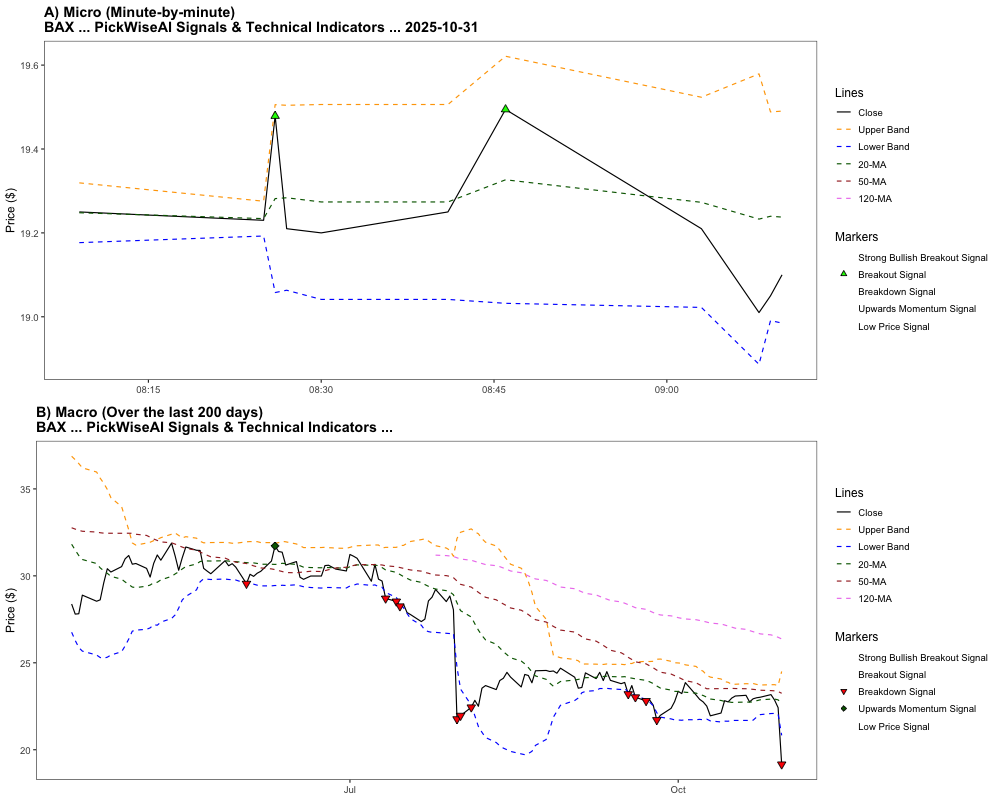 A) Micro (Minute-by-minute)
BAX ... PickWiseAI Signals & Technical Indicators ... 2025-10-31
Price ($)
19.6
19.4
19.2
19.0
08:15
08:30
08:45
09:00
Lines
Close
Upper Band
Lower Band
20-MA
50-MA
120-MA
Markers
Strong Bullish Breakout Signal
Breakout Signal
Breakdown Signal
Upwards Momentum Signal
Low Price Signal
B) Macro (Over the last 200 days)
BAX ... PickWiseAI Signals & Technical Indicators ...
Price ($)
35
30
25
20
Jul
Oct
Lines
Close
Upper Band
Lower Band
20-MA
50-MA
120-MA
Markers
Strong Bullish Breakout Signal
Breakout Signal
Breakdown Signal
Upwards Momentum Signal
Low Price Signal